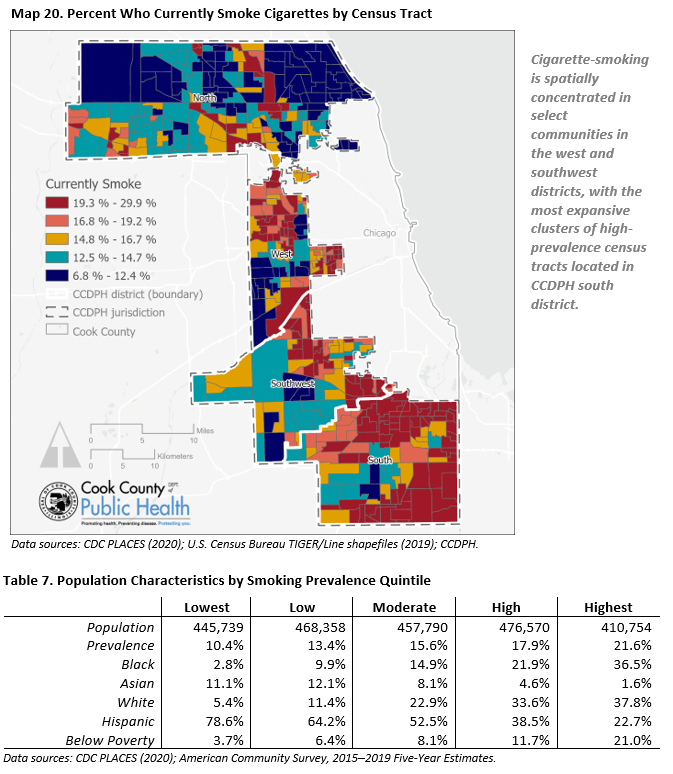 Map 20. Percent Who Currently Smoke Cigarettes by Census Tract
North
Currently Smoke
19.3 % - 29.9 %
16.8 % - 19.2 %
14.8 % - 16.7 %
12.5 % - 14.7 %
6.8 % - 12.4 %
CCDPH district (boundary)
CCDPH jurisdiction
Cook County
West
Chicago
Southwest
South
0 5 10
Miles
0 5 10
Kilometers
Cook County DEPT. of
Public Health
Promoting health. Preventing disease. Protecting you.
Cigarette-smoking
is spatially
concentrated in
select
communities in
the west and
southwest
districts, with the
most expansive
clusters of high-
prevalence census
tracts located in
CCDPH south
district.
Data sources: CDC PLACES (2020); U.S. Census Bureau TIGER/Line shapefiles (2019); CCDPH.
Table 7. Population Characteristics by Smoking Prevalence Quintile
Lowest Low Moderate High Highest
Population 445,739 468,358 457,790 476,570 410,754
Prevalence 10.4% 13.4% 15.6% 17.9% 21.6%
Black 2.8% 9.9% 14.9% 21.9% 36.5%
Asian 11.1% 12.1% 8.1% 4.6% 1.6%
White 5.4% 11.4% 22.9% 33.6% 37.8%
Hispanic 78.6% 64.2% 52.5% 38.5% 22.7%
Below Poverty 3.7% 6.4% 8.1% 11.7% 21.0%
Data sources: CDC PLACES (2020); American Community Survey, 2015–2019 Five-Year Estimates.